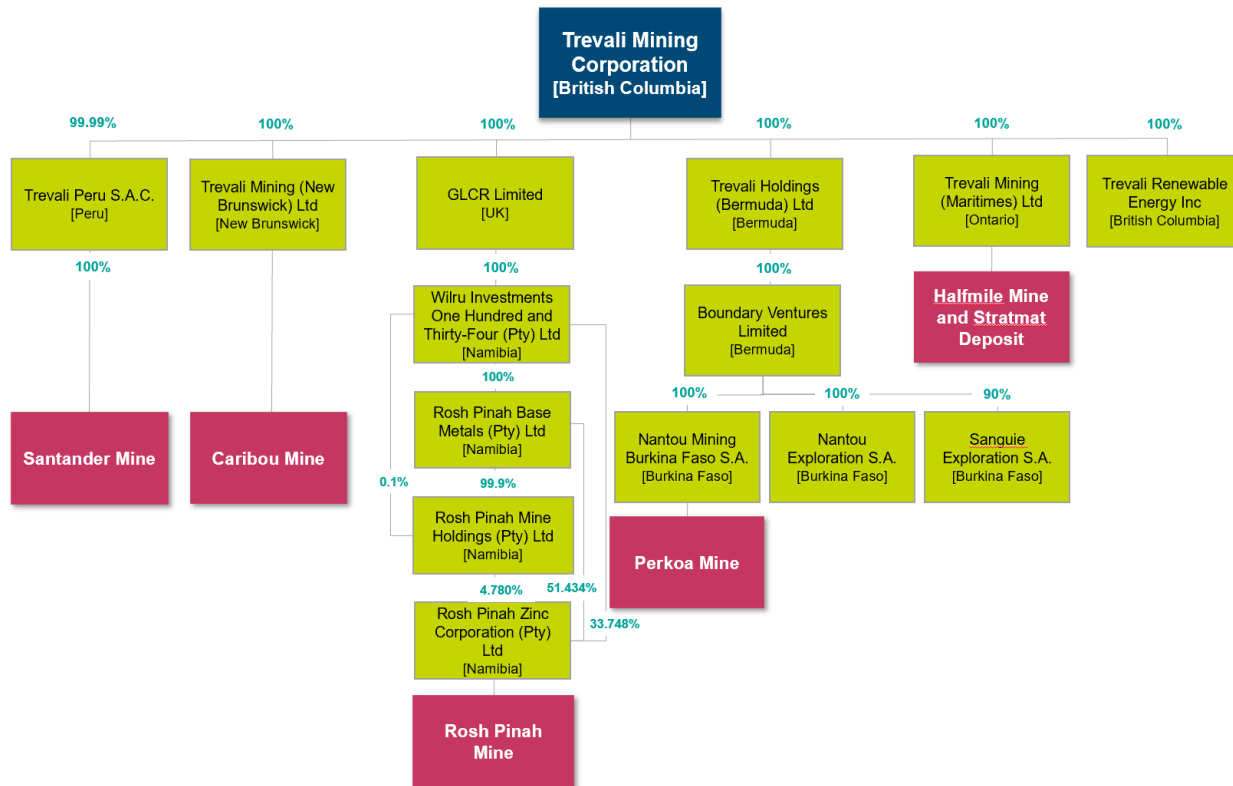 Trevali Mining
Corporation
[British Columbia]
99.99%
100%
100%
100%
100%
100%
Trevali Peru S.A.C.
[Peru]
Trevali Mining (New
Brunswick) Ltd
[New Brunswick]
GLCR Limited
[UK]
Trevali Holdings
(Bermuda) Ltd
[Bermuda]
Trevali Mining
(Maritimes) Ltd
[Ontario]
Trevali Renewable
Energy Inc
[British Columbia]
100%
100%
100%
Wilru Investments
One Hundred and
Thirty-Four (Pty) Ltd
[Namibia]
Boundary Ventures
Limited
[Bermuda]
Halfmile Mine
and Stratmat
Deposit
100%
100%
100%
90%
Santander Mine
Caribou Mine
Rosh Pinah Base
Metals (Pty) Ltd
[Namibia]
Nantou Mining
Burkina Faso S.A.
[Burkina Faso]
Nantou
Exploration S.A.
[Burkina Faso]
Sanguie
Exploration S.A.
[Burkina Faso]
0.1%
99.9%
Rosh Pinah Mine
Holdings (Pty) Ltd
[Namibia]
Perkoa Mine
4.780%
51.434%
33.748%
Rosh Pinah Zinc
Corporation (Pty)
Ltd
[Namibia]
Rosh Pinah
Mine